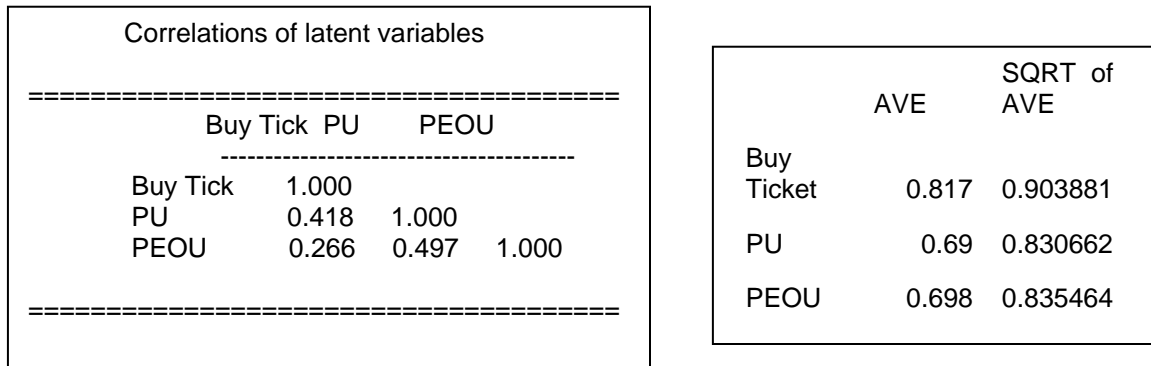 Correlations of latent variables
======================================
Buy Tick PU PEOU
----------------------------------------
Buy Tick 1.000
PU 0.418 1.000
PEOU 0.266 0.497 1.000
======================================
SQRT of
AVE AVE
Buy
Ticket 0.817 0.903881
PU 0.69 0.830662
PEOU 0.698 0.835464